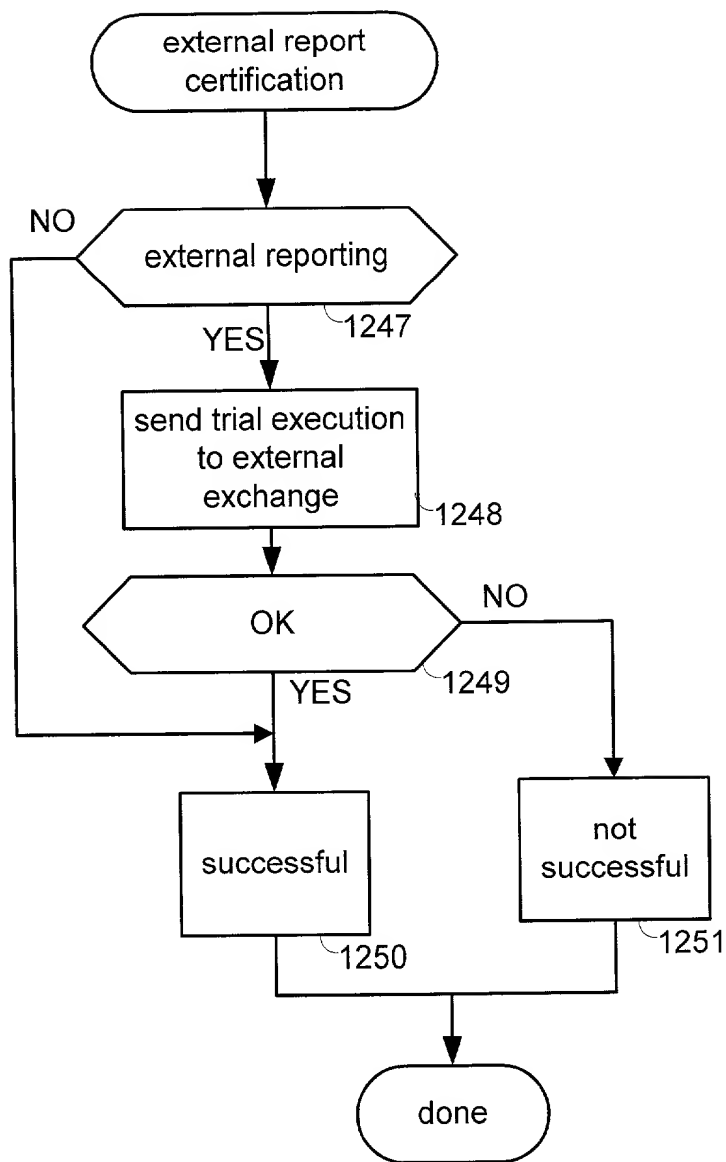 external report
certification
NO
external reporting
1247
YES
send trial execution
to external
exchange
1248
NO
OK
1249
YES
successful
1250
not
successful
1251
done